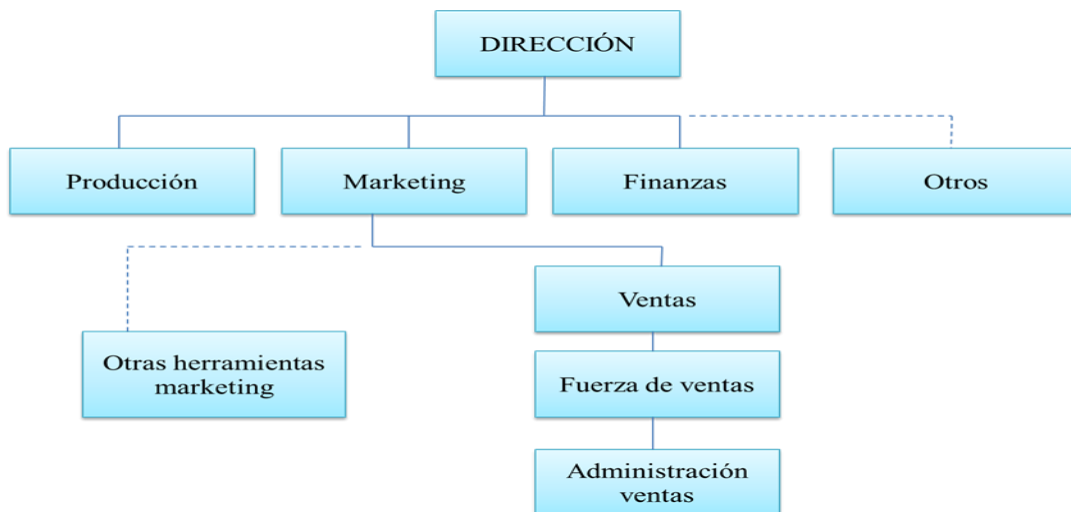 DIRECCIÓN
Producción
Marketing
Finanzas
Otros
Ventas
Otras herramientas
marketing
Fuerza de ventas
Administración
ventas